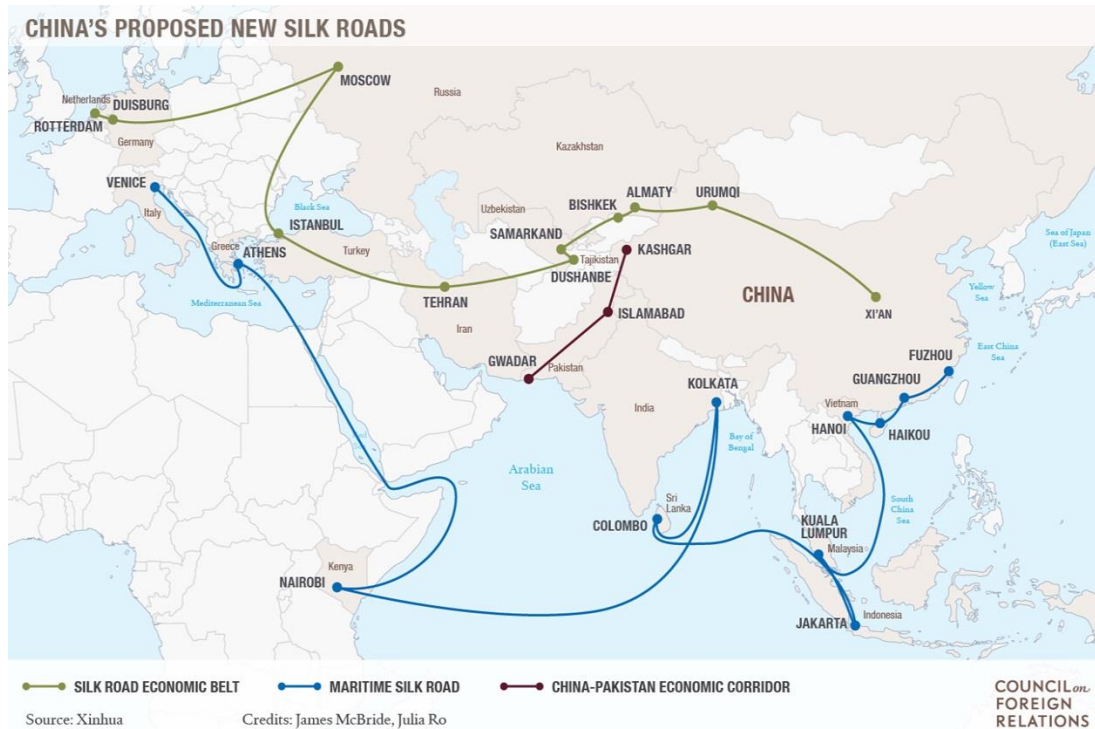 CHINA'S PROPOSED NEW SILK ROADS
MOSCOW
Netherlands
DUISBURG
Russia
ROTTERDAM
Germany
Kazakhstan
VENICE
ALMATY
URUMQI
Black Sea
BISHKEK
Italy
Uzbekistan
ISTANBUL
SAMARKAND
Sea of Japan
(East Sea)
Greece
ATHENS
Turkey
KASHGAR
Tajikistan
DUSHANBE
Mediterranean Sea
TEHRAN
CHINA
Yellow
Sea
ISLAMABAD
XI'AN
Iran
East China
Sea
GWADAR
Pakistan
FUZHOU
KOLKATA
GUANGZHOU
India
Vietnam
HANOI
HAIKOU
Bay of
Bengal
Arabian
Sea
Sri
Lanka
South
China
Sea
COLOMBO
KUALA
LUMPUR
Malaysia
Kenya
NAIROBI
Indonesia
JAKARTA
SILK ROAD ECONOMIC BELT
MARITIME SILK ROAD
CHINA-PAKISTAN ECONOMIC CORRIDOR
Source: Xinhua
Credits: James McBride, Julia Ro
COUNCIL on
FOREIGN
RELATIONS